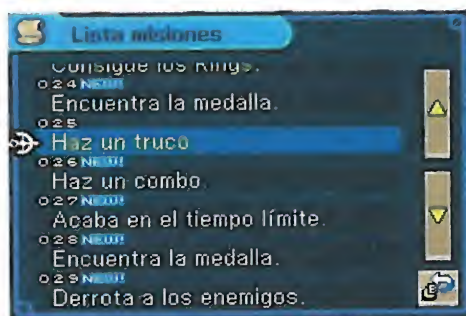 Lista misiones
Consigue los Rings.
024 NEW!
Encuentra la medalla.
025
Haz un truco
026 NEW!
Haz un combo
027 NEW!
Acaba en el tiempo límite.
028 NEW!
Encuentra la medalla.
029 NEW!
Derrota a los enemigos.
B